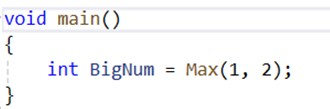 void main()
{
    int BigNum = Max(1, 2);
}